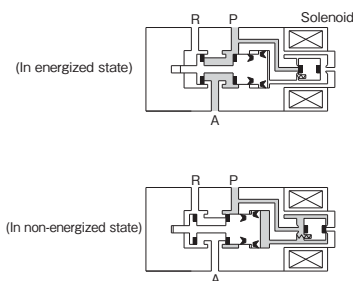 Solenoid
R P
(In energized state)
A
R P
(In non-energized state)
A